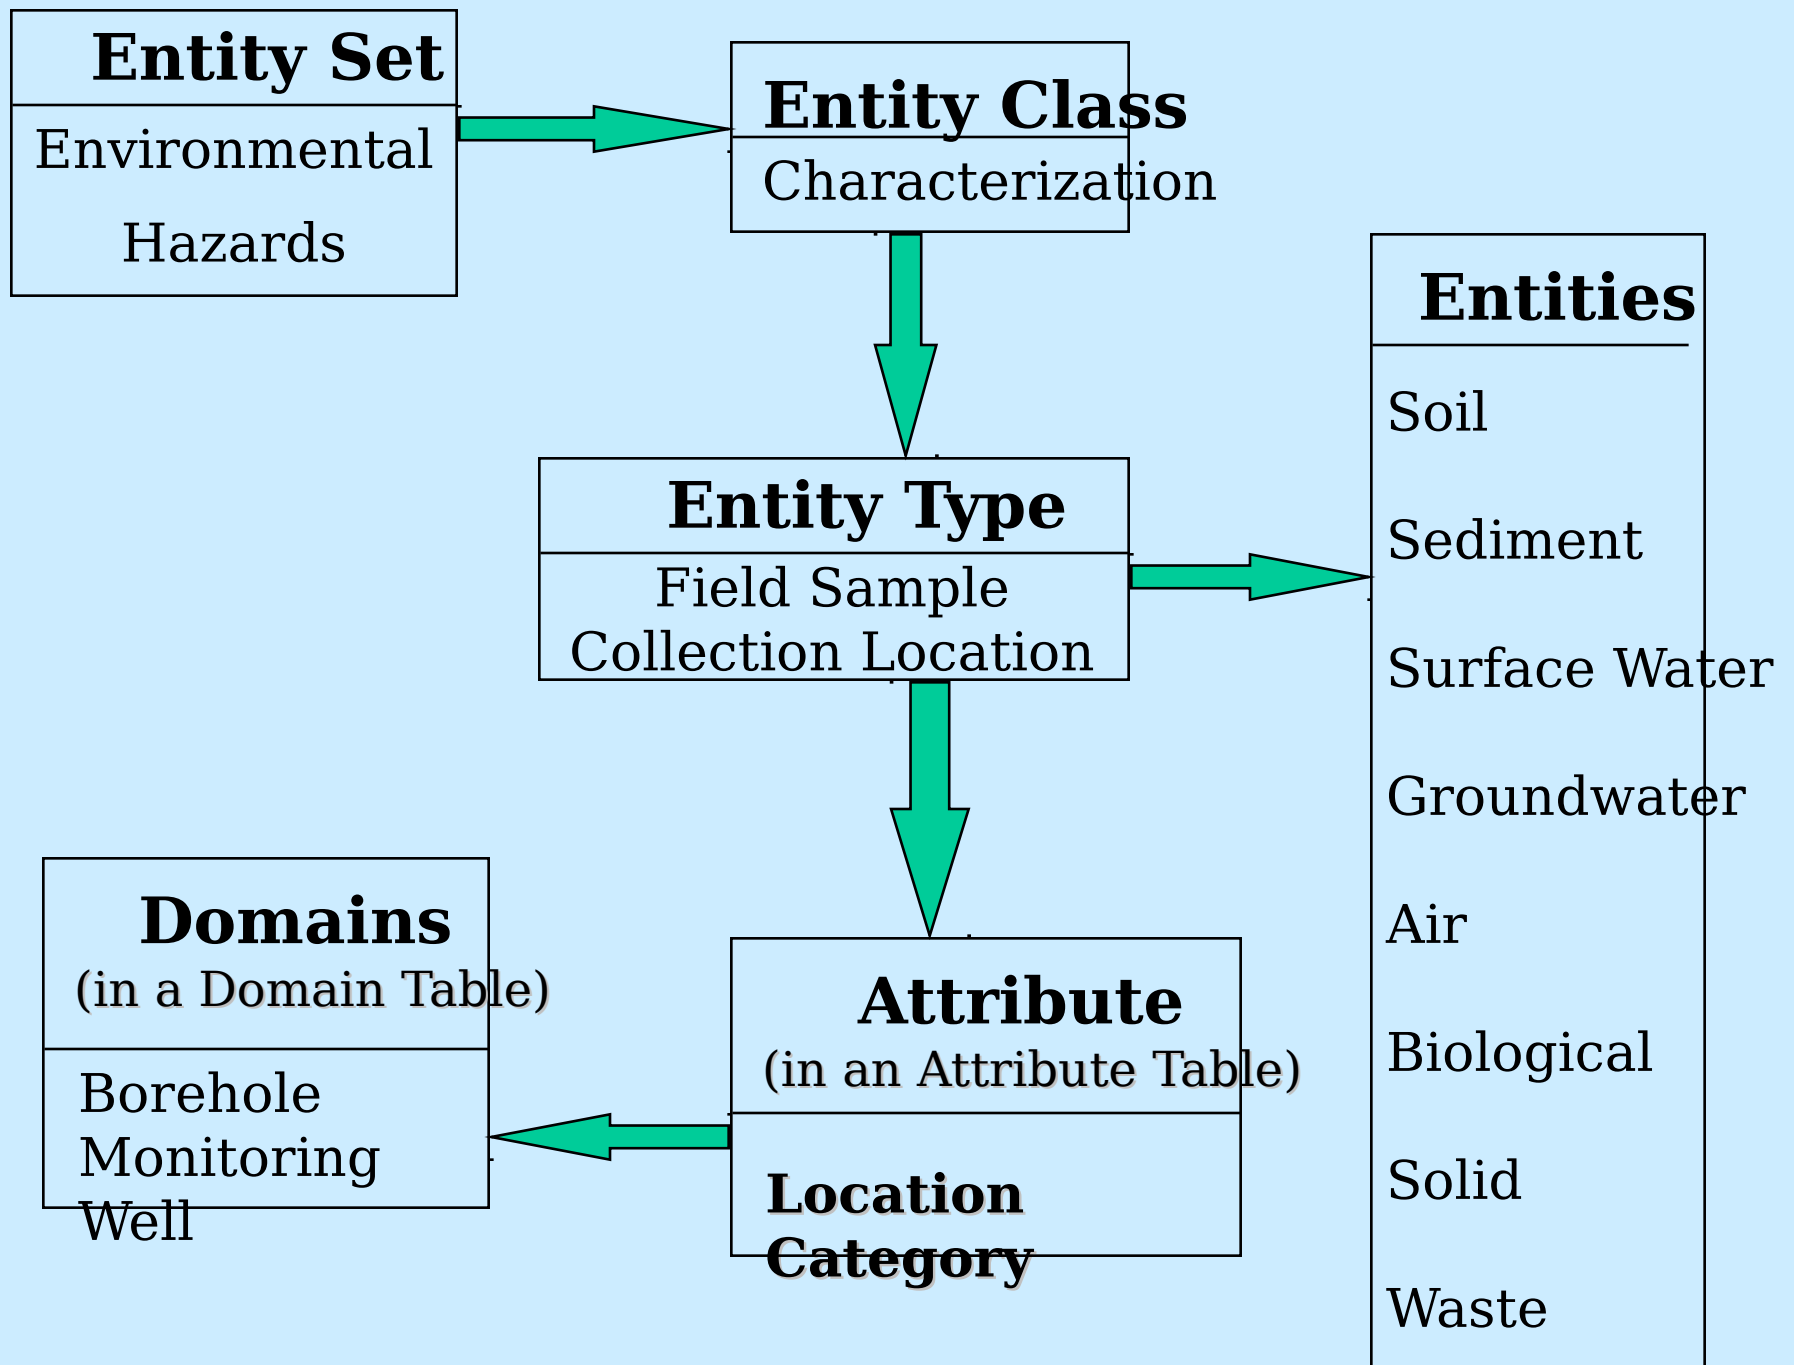 Entity Set
Environmental
Hazards
Entity Class
Characterization
Entity Type
Field Sample
Collection Location
Entities
Soil
Sediment
Surface Water
Groundwater
Air
Biological
Solid
Waste
Domains
(in a Domain Table)
Borehole
Monitoring
Well
Attribute
(in an Attribute Table)
Location
Category